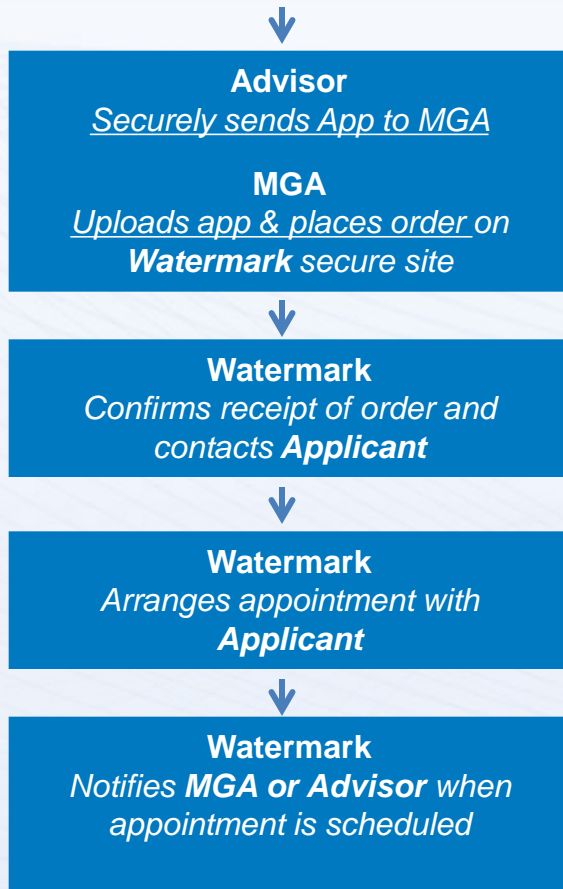 Advisor
Securely sends App to MGA
MGA
Uploads app & places order on
Watermark secure site
Watermark
Confirms receipt of order and
contacts Applicant
Watermark
Arranges appointment with
Applicant
Watermark
Notifies MGA or Advisor when
appointment is scheduled